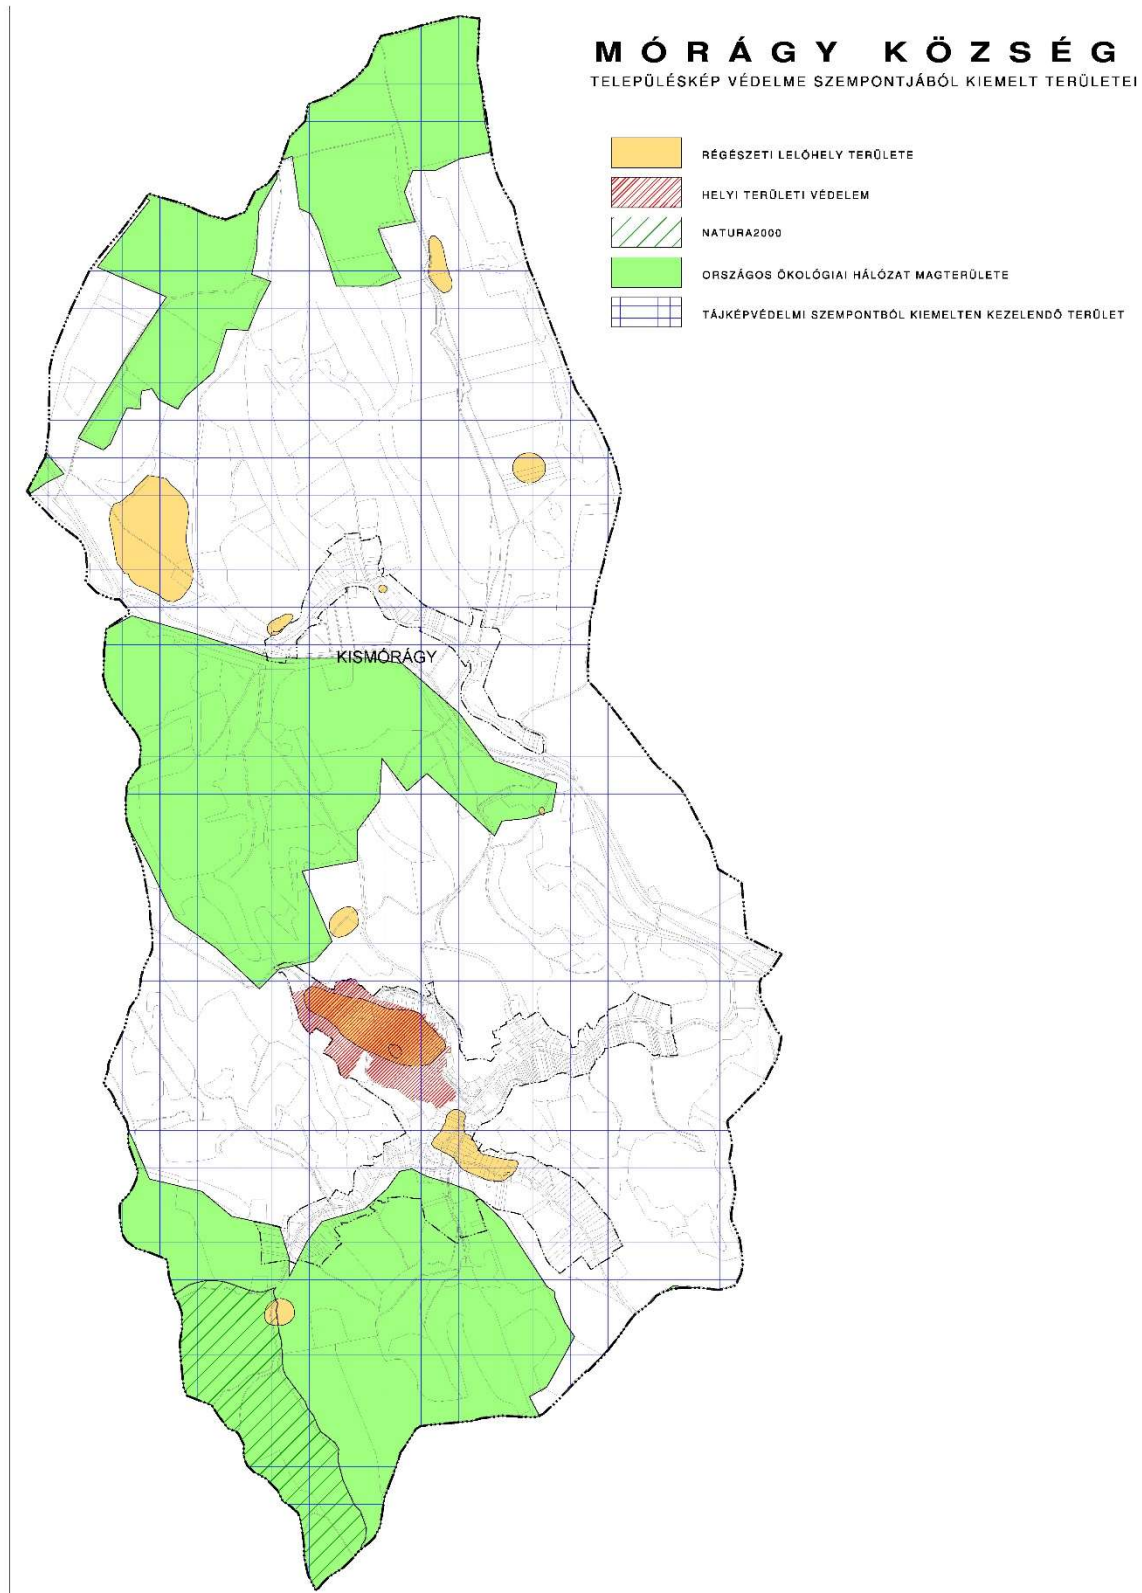 MÓRÁGY KÖZSÉG
TELEPÜLÉSKÉP VÉDELME SZEMPONTJÁBÓL KIEMELT TERÜLETEI
RÉGÉSZETI LELŐHELY TERÜLETE
HELYI TERÜLETI VÉDELEM
NATURA2000
ORSZÁGOS ÖKOLÓGIAI HÁLÓZAT MAGTERÜLETE
TÁJKÉPVÉDELMI SZEMPONTBÓL KIEMELTEN KEZELENDŐ TERÜLET
KISMÓRÁGY